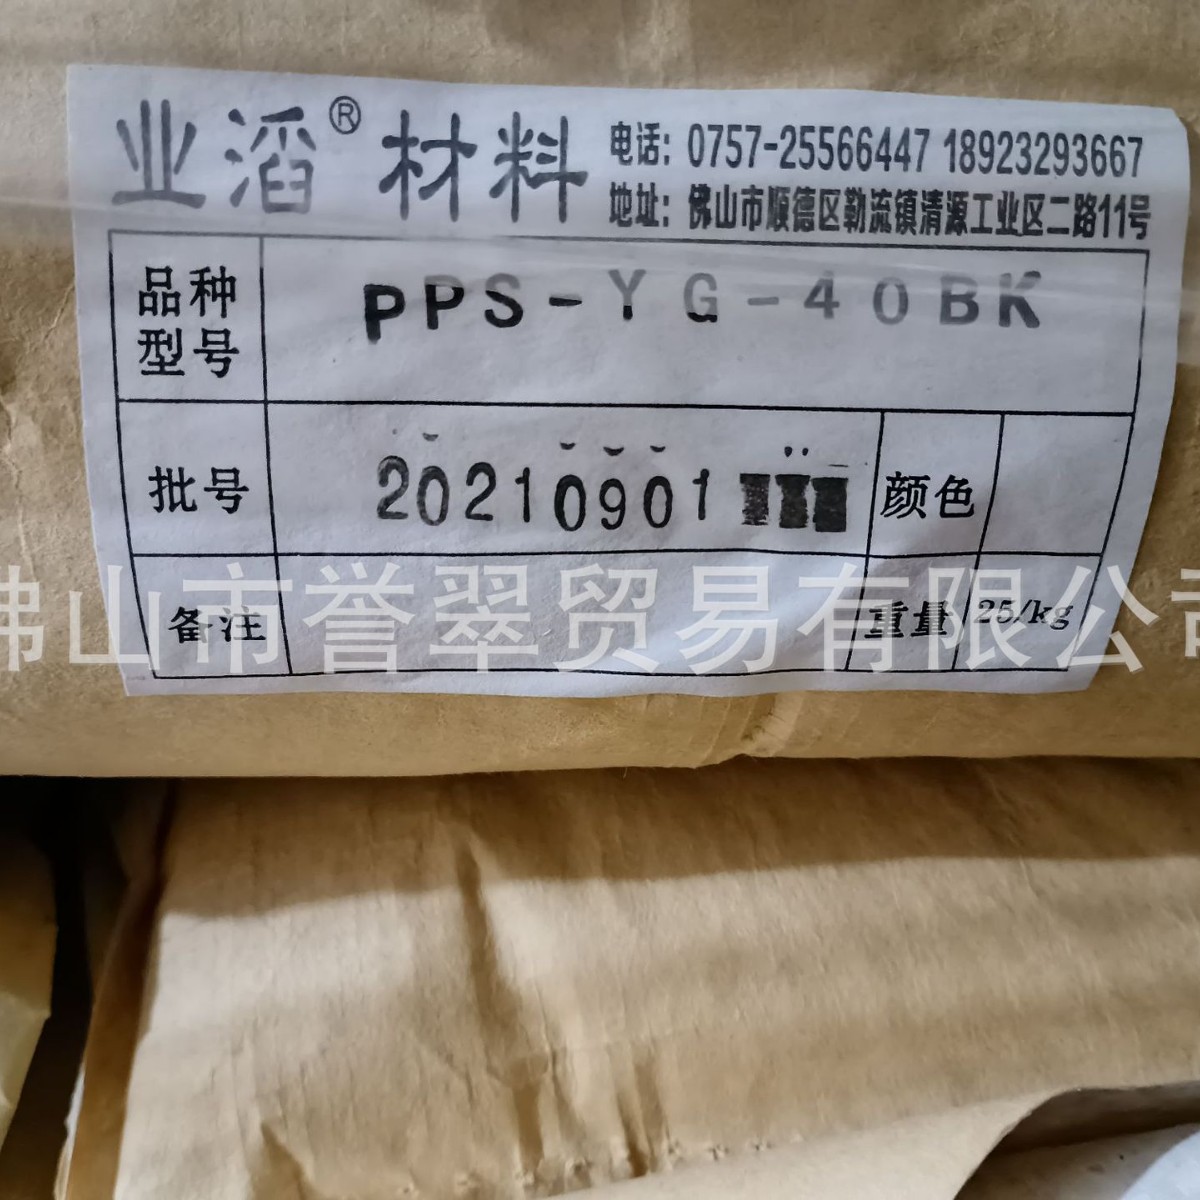 业滔® 材料
电话: 0757-25566447 18923293667
地址: 佛山市顺德区勒流镇清源工业区二路11号
品种型号 PPS-YG-40BK
批号 20210901 颜色
备注 重量 25/kg
佛山市誉翠贸易有限公司